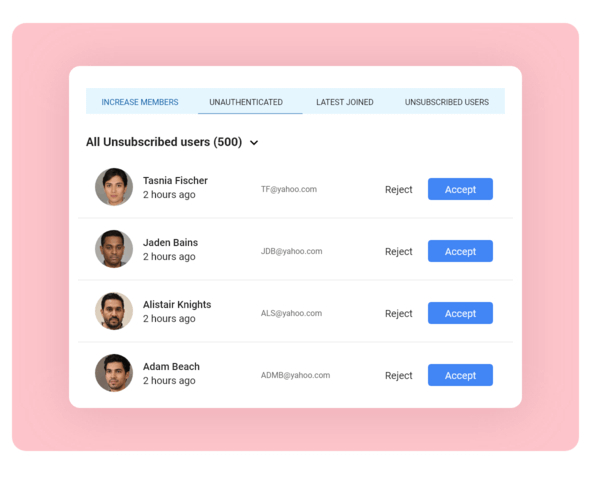 INCREASE MEMBERS UNAUTHENTICATED LATEST JOINED UNSUBSCRIBED USERS
All Unsubscribed users (500)
Tasnia Fischer
2 hours ago
TF@yahoo.com
Reject
Accept
Jaden Bains
2 hours ago
JDB@yahoo.com
Reject
Accept
Alistair Knights
2 hours ago
ALS@yahoo.com
Reject
Accept
Adam Beach
2 hours ago
ADMB@yahoo.com
Reject
Accept